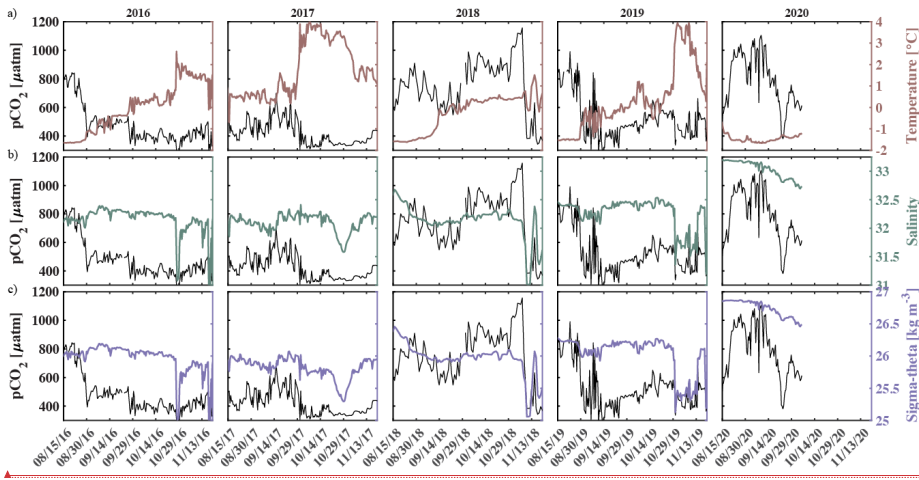 2016 2017 2018 2019 2020
a)
1200
1000
800
600
400
pCO2 [µatm]
4
3
2
1
0
-1
-2
Temperature [°C]
b)
1200
1000
800
600
400
pCO2 [µatm]
33
32.5
32
31.5
31
Salinity
c)
1200
1000
800
600
400
pCO2 [µatm]
27
26.5
26
25.5
25
Sigma-theta [kg m-3]
08/15/16 08/30/16 09/14/16 09/29/16 10/14/16 10/29/16 11/13/16
08/15/17 08/30/17 09/14/17 09/29/17 10/14/17 10/29/17 11/13/17
08/15/18 08/30/18 09/14/18 09/29/18 10/14/18 10/29/18 11/13/18
08/15/19 08/30/19 09/14/19 09/29/19 10/14/19 10/29/19 11/13/19
08/15/20 08/30/20 09/14/20 09/29/20 10/14/20 10/29/20 11/13/20